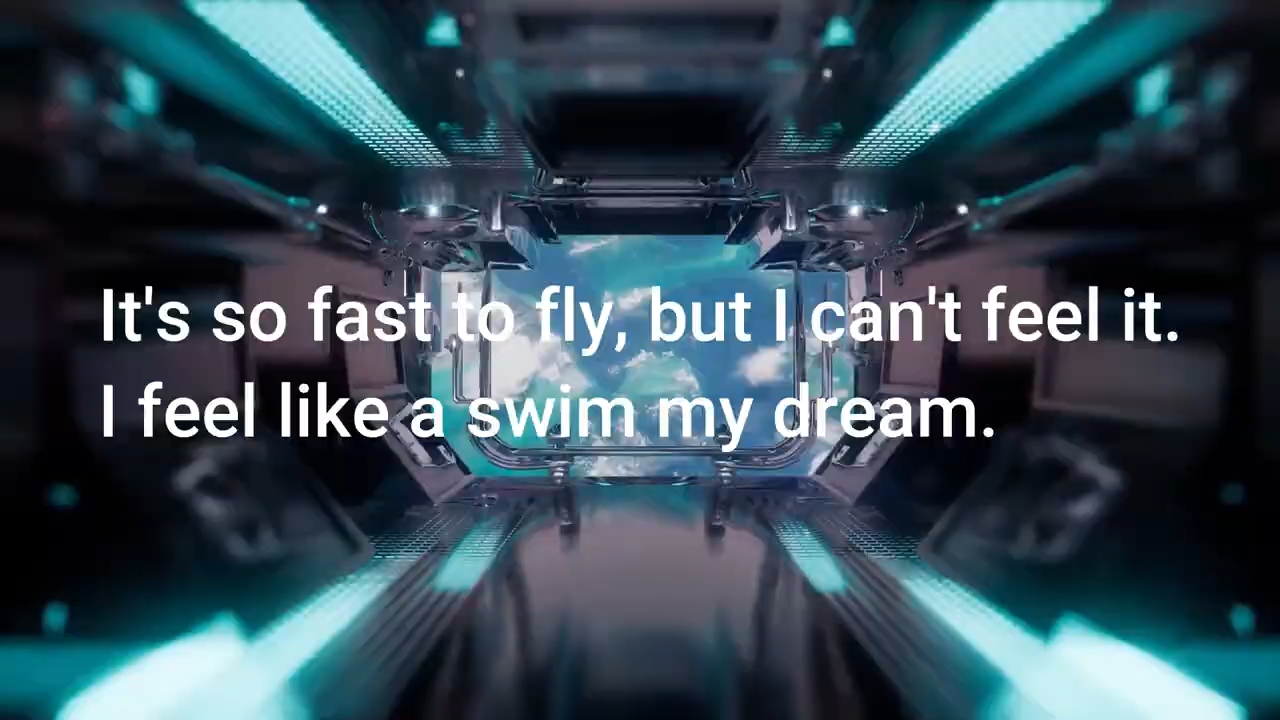 It's so fast to fly, but I can't feel it.
I feel like a swim my dream.